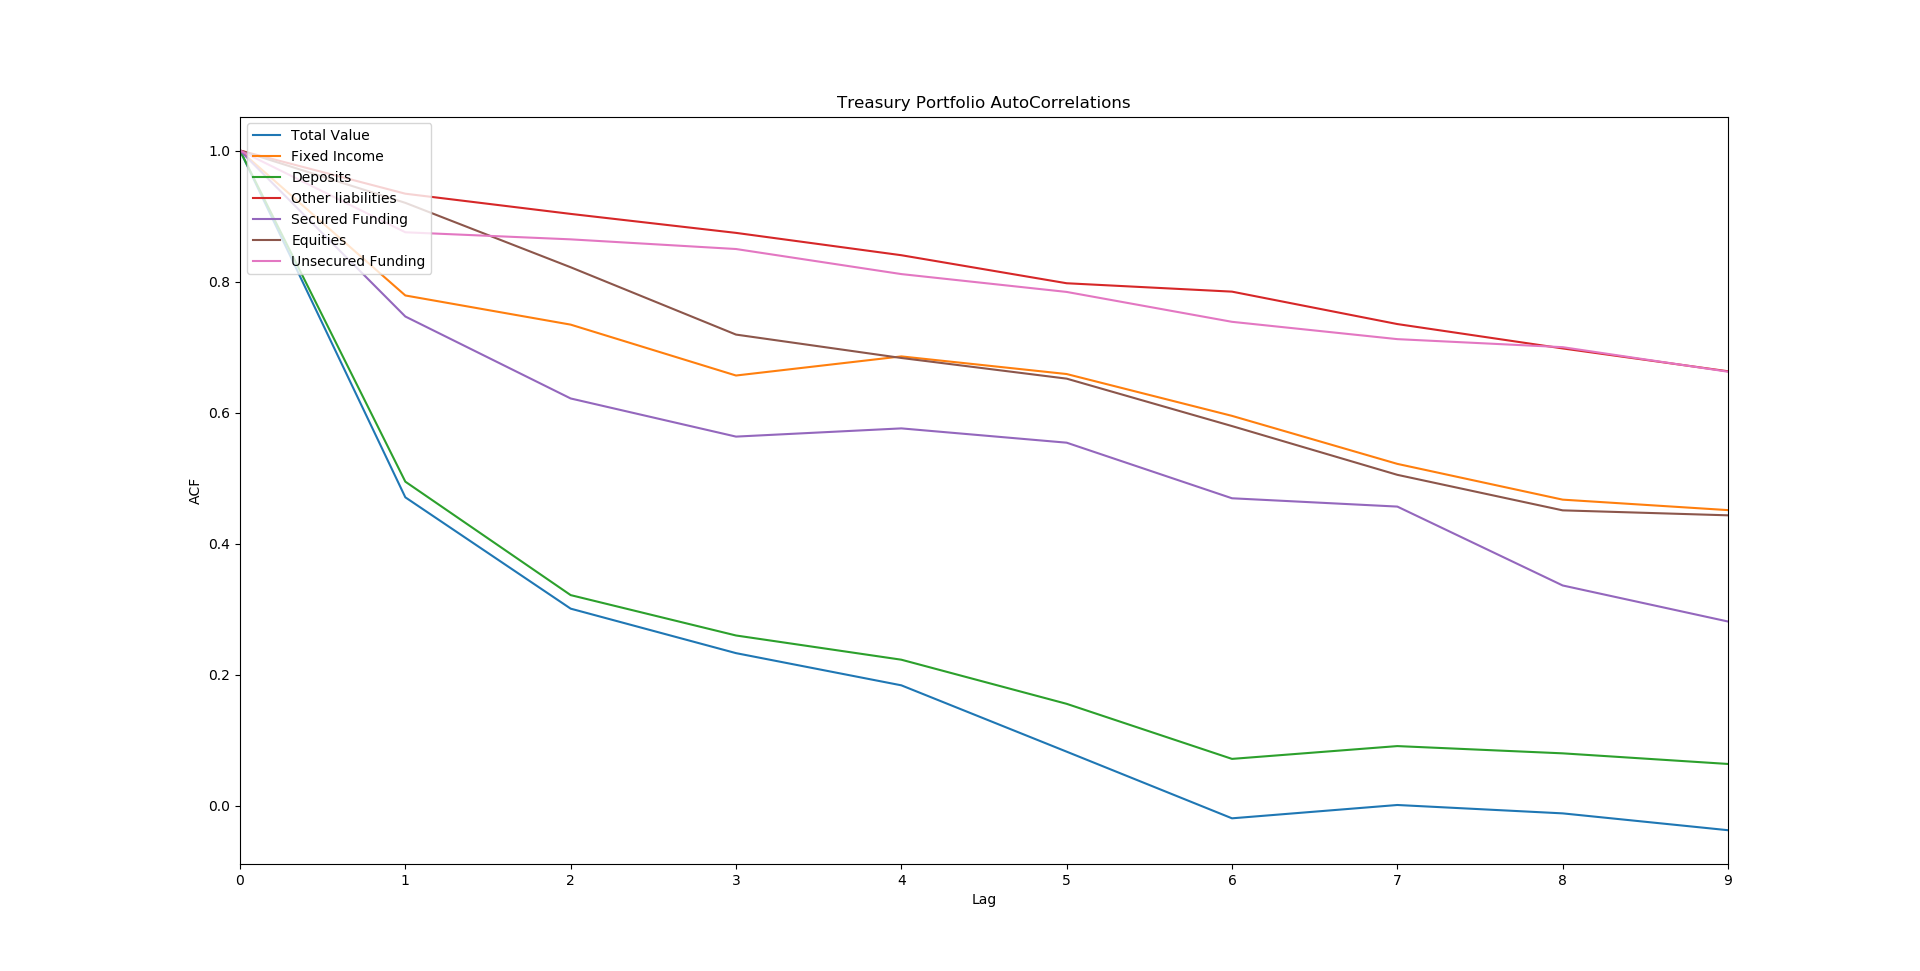 Treasury Portfolio AutoCorrelations
Total Value
Fixed Income
Deposits
Other liabilities
Secured Funding
Equities
Unsecured Funding
1.0
0.8
0.6
0.4
0.2
0.0
ACF
0 1 2 3 4 5 6 7 8 9
Lag